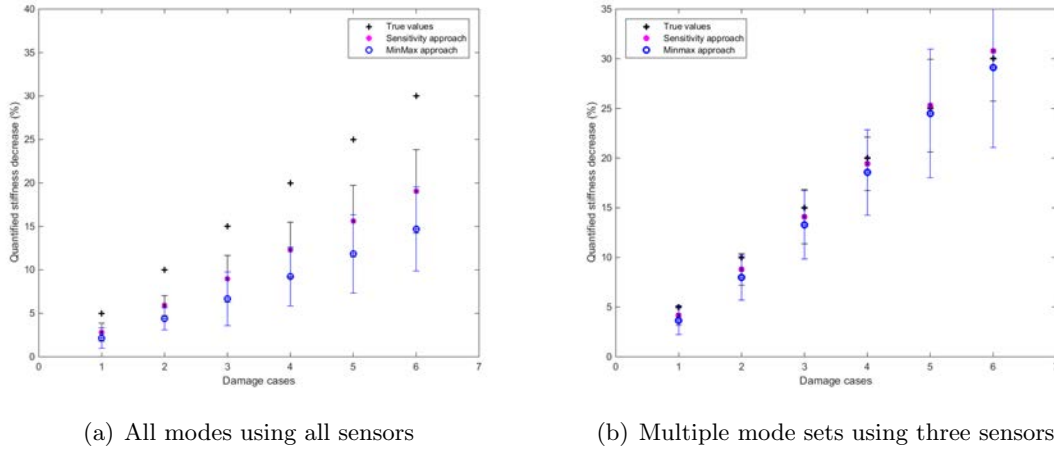 40
35
30
25
20
15
10
5
0
Quantified stiffness decrease (%)
True values
Sensitivity approach
MinMax approach
0 1 2 3 4 5 6 7
Damage cases
(a) All modes using all sensors
35
30
25
20
15
10
5
0
Quantified stiffness decrease (%)
True values
Sensitivity approach
Minmax approach
0 1 2 3 4 5 6 7
Damage cases
(b) Multiple mode sets using three sensors